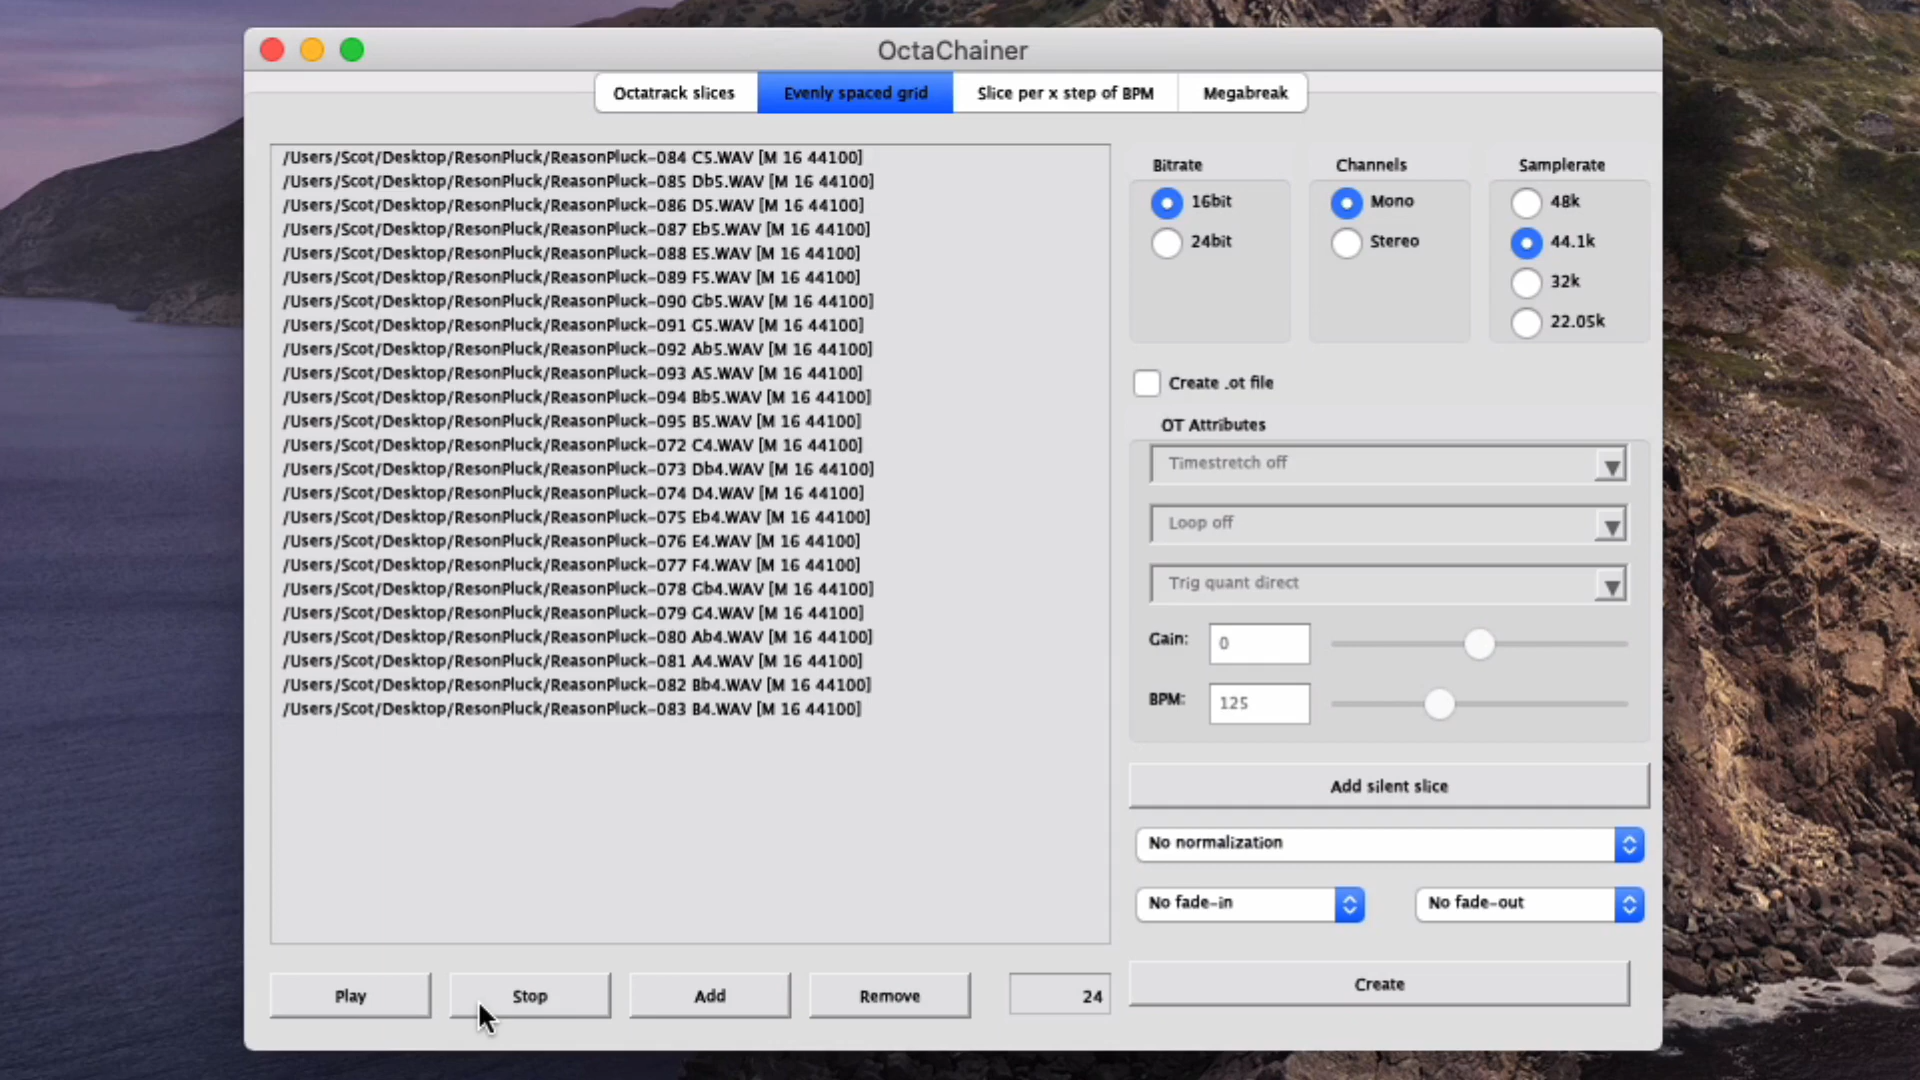 OctaChainer
Octatrack slices
Evenly spaced grid
Slice per x step of BPM
Megabreak
/Users/Scot/Desktop/ResonPluck/ReasonPluck-084 C5.WAV [M 16 44100]
/Users/Scot/Desktop/ResonPluck/ReasonPluck-085 Db5.WAV [M 16 44100]
/Users/Scot/Desktop/ResonPluck/ReasonPluck-086 D5.WAV [M 16 44100]
/Users/Scot/Desktop/ResonPluck/ReasonPluck-087 Eb5.WAV [M 16 44100]
/Users/Scot/Desktop/ResonPluck/ReasonPluck-088 E5.WAV [M 16 44100]
/Users/Scot/Desktop/ResonPluck/ReasonPluck-089 F5.WAV [M 16 44100]
/Users/Scot/Desktop/ResonPluck/ReasonPluck-090 Gb5.WAV [M 16 44100]
/Users/Scot/Desktop/ResonPluck/ReasonPluck-091 G5.WAV [M 16 44100]
/Users/Scot/Desktop/ResonPluck/ReasonPluck-092 Ab5.WAV [M 16 44100]
/Users/Scot/Desktop/ResonPluck/ReasonPluck-093 A5.WAV [M 16 44100]
/Users/Scot/Desktop/ResonPluck/ReasonPluck-094 Bb5.WAV [M 16 44100]
/Users/Scot/Desktop/ResonPluck/ReasonPluck-095 B5.WAV [M 16 44100]
/Users/Scot/Desktop/ResonPluck/ReasonPluck-072 C4.WAV [M 16 44100]
/Users/Scot/Desktop/ResonPluck/ReasonPluck-073 Db4.WAV [M 16 44100]
/Users/Scot/Desktop/ResonPluck/ReasonPluck-074 D4.WAV [M 16 44100]
/Users/Scot/Desktop/ResonPluck/ReasonPluck-075 Eb4.WAV [M 16 44100]
/Users/Scot/Desktop/ResonPluck/ReasonPluck-076 E4.WAV [M 16 44100]
/Users/Scot/Desktop/ResonPluck/ReasonPluck-077 F4.WAV [M 16 44100]
/Users/Scot/Desktop/ResonPluck/ReasonPluck-078 Gb4.WAV [M 16 44100]
/Users/Scot/Desktop/ResonPluck/ReasonPluck-079 G4.WAV [M 16 44100]
/Users/Scot/Desktop/ResonPluck/ReasonPluck-080 Ab4.WAV [M 16 44100]
/Users/Scot/Desktop/ResonPluck/ReasonPluck-081 A4.WAV [M 16 44100]
/Users/Scot/Desktop/ResonPluck/ReasonPluck-082 Bb4.WAV [M 16 44100]
/Users/Scot/Desktop/ResonPluck/ReasonPluck-083 B4.WAV [M 16 44100]
Play
Stop
Add
Remove
24
Bitrate
16bit
24bit
Channels
Mono
Stereo
Samplerate
48k
44.1k
32k
22.05k
Create .ot file
OT Attributes
Timestretch off
Loop off
Trig quant direct
Gain: 0
BPM: 125
Add silent slice
No normalization
No fade-in
No fade-out
Create